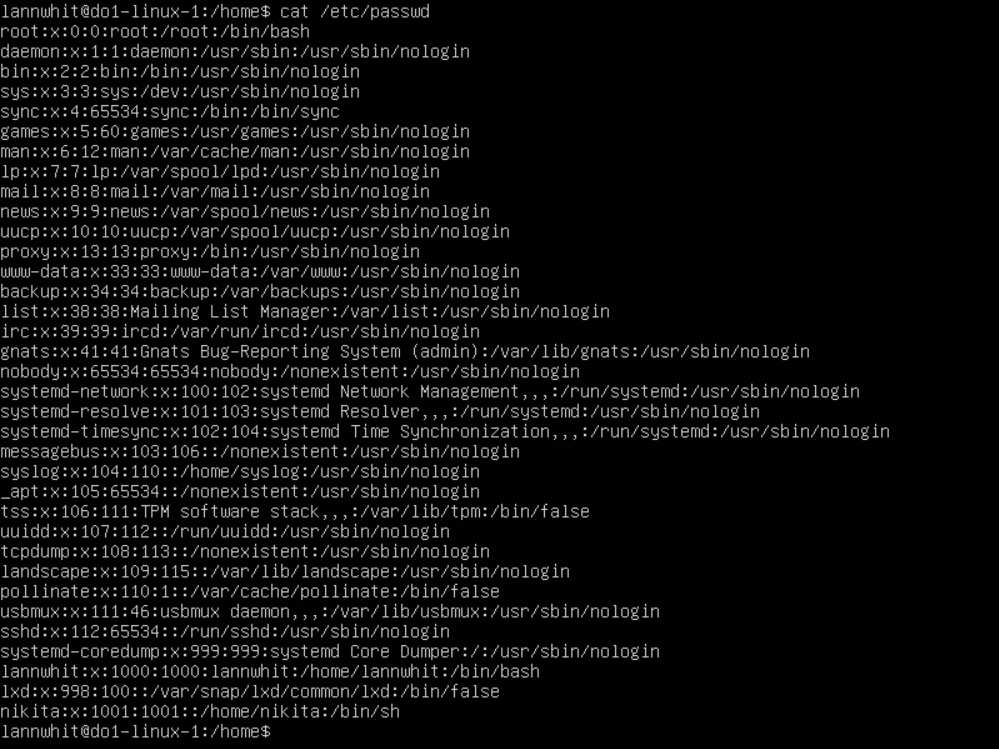 lannwhit@do1-linux-1:/home$ cat /etc/passwd
root:x:0:0:root:/root:/bin/bash
daemon:x:1:1:daemon:/usr/sbin:/usr/sbin/nologin
bin:x:2:2:bin:/bin:/usr/sbin/nologin
sys:x:3:3:sys:/dev:/usr/sbin/nologin
sync:x:4:65534:sync:/bin:/bin/sync
games:x:5:60:games:/usr/games:/usr/sbin/nologin
man:x:6:12:man:/var/cache/man:/usr/sbin/nologin
lp:x:7:7:lp:/var/spool/lpd:/usr/sbin/nologin
mail:x:8:8:mail:/var/mail:/usr/sbin/nologin
news:x:9:9:news:/var/spool/news:/usr/sbin/nologin
uucp:x:10:10:uucp:/var/spool/uucp:/usr/sbin/nologin
proxy:x:13:13:proxy:/bin:/usr/sbin/nologin
www-data:x:33:33:www-data:/var/www:/usr/sbin/nologin
backup:x:34:34:backup:/var/backups:/usr/sbin/nologin
list:x:38:38:Mailing List Manager:/var/list:/usr/sbin/nologin
irc:x:39:39:ircd:/var/run/ircd:/usr/sbin/nologin
gnats:x:41:41:Gnats Bug-Reporting System (admin):/var/lib/gnats:/usr/sbin/nologin
nobody:x:65534:65534:nobody:/nonexistent:/usr/sbin/nologin
systemd-network:x:100:102:systemd Network Management,,,:/run/systemd:/usr/sbin/nologin
systemd-resolve:x:101:103:systemd Resolver,,,:/run/systemd:/usr/sbin/nologin
systemd-timesync:x:102:104:systemd Time Synchronization,,,:/run/systemd:/usr/sbin/nologin
messagebus:x:103:106::/nonexistent:/usr/sbin/nologin
syslog:x:104:110::/home/syslog:/usr/sbin/nologin
_apt:x:105:65534::/nonexistent:/usr/sbin/nologin
tss:x:106:111:TPM software stack,,,:/var/lib/tpm:/bin/false
uuidd:x:107:112::/run/uuidd:/usr/sbin/nologin
tcpdump:x:108:113::/nonexistent:/usr/sbin/nologin
landscape:x:109:115::/var/lib/landscape:/usr/sbin/nologin
pollinate:x:110:1::/var/cache/pollinate:/bin/false
usbmux:x:111:46:usbmux daemon,,,:/var/lib/usbmux:/usr/sbin/nologin
sshd:x:112:65534::/run/sshd:/usr/sbin/nologin
systemd-coredump:x:999:999:systemd Core Dumper:/:/usr/sbin/nologin
lannwhit:x:1000:1000:lannwhit:/home/lannwhit:/bin/bash
lxd:x:998:100::/var/snap/lxd/common/lxd:/bin/false
nikita:x:1001:1001::/home/nikita:/bin/sh
lannwhit@do1-linux-1:/home$